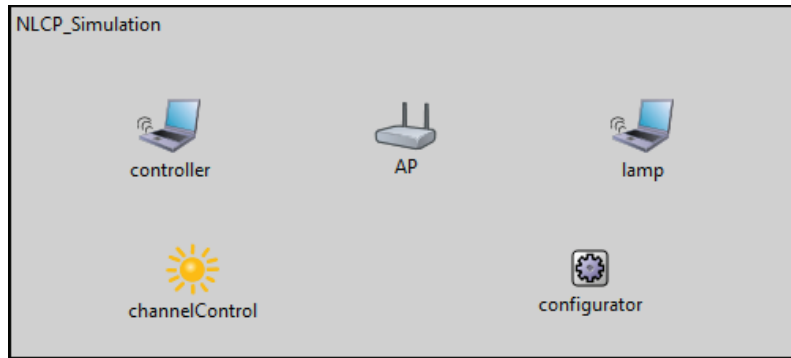 NLCP_Simulation
controller
AP
lamp
channelControl
configurator